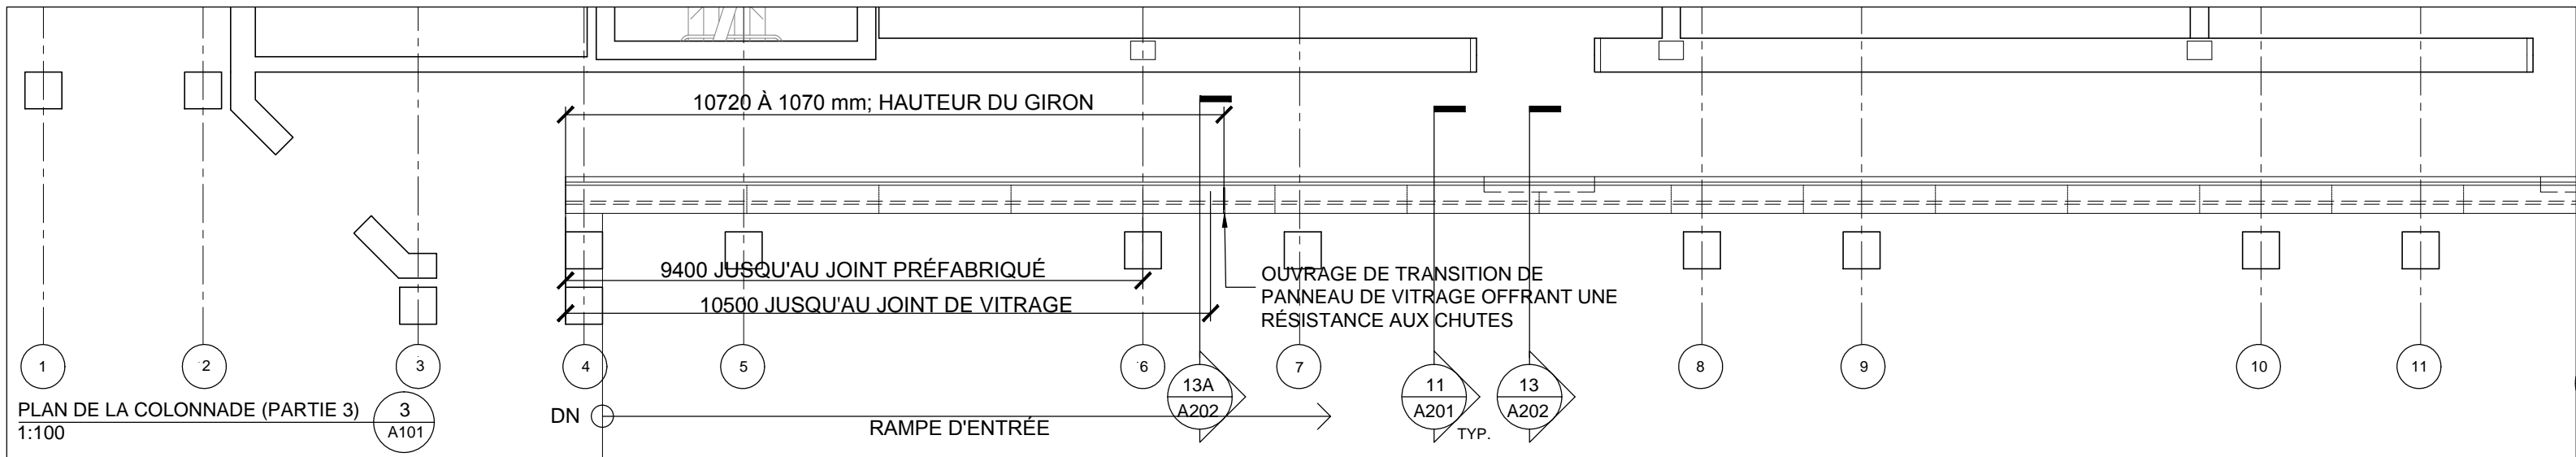 10720 À 1070 mm; HAUTEUR DU GIRON
9400 JUSQU'AU JOINT PRÉFABRIQUÉ
10500 JUSQU'AU JOINT DE VITRAGE
OUVRAGE DE TRANSITION DE
PANNEAU DE VITRAGE OFFRANT UNE
RÉSISTANCE AUX CHUTES
1
2
3
4
5
6
7
8
9
10
11
13A
A202
11
A201
TYP.
13
A202
PLAN DE LA COLONNADE (PARTIE 3)
1:100
3
A101
DN
RAMPE D'ENTRÉE